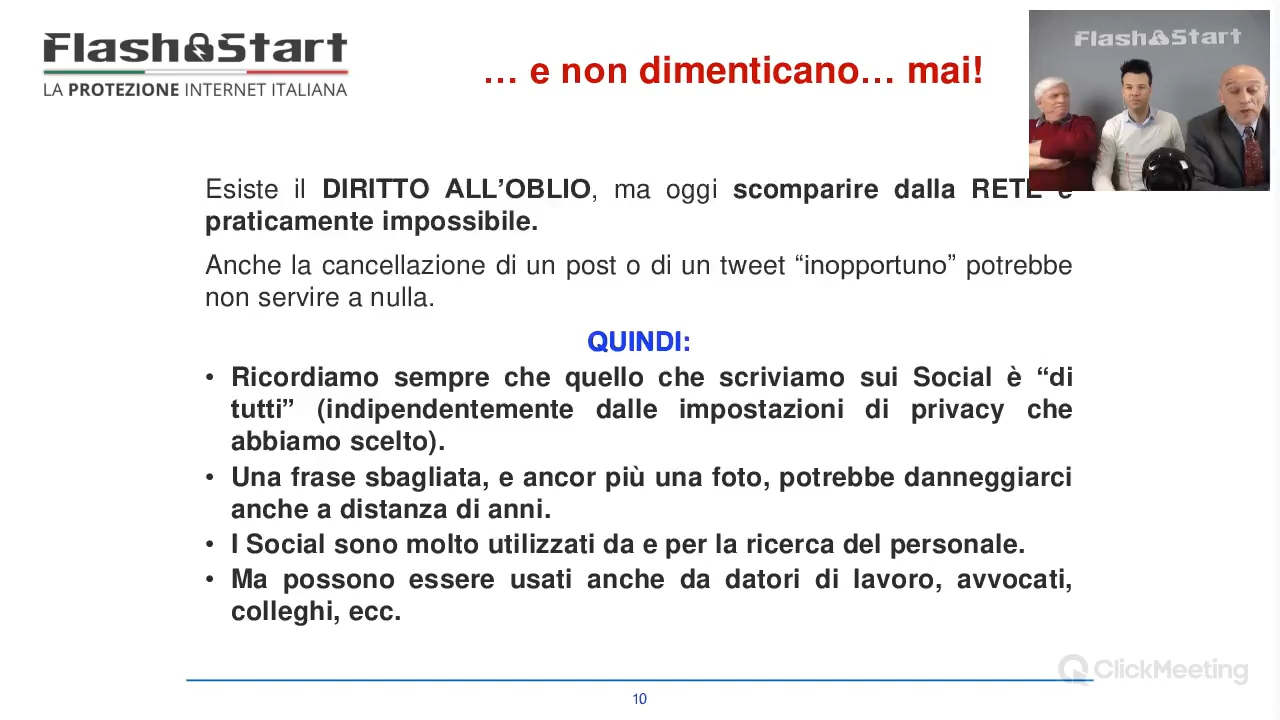 FlashStart
LA PROTEZIONE INTERNET ITALIANA
… e non dimenticano… mai!
FlashStart
Esiste il DIRITTO ALL’OBLIO, ma oggi scomparire dalla RETE è
praticamente impossibile.
Anche la cancellazione di un post o di un tweet “inopportuno” potrebbe
non servire a nulla.
QUINDI:
• Ricordiamo sempre che quello che scriviamo sui Social è “di
tutti” (indipendentemente dalle impostazioni di privacy che
abbiamo scelto).
• Una frase sbagliata, e ancor più una foto, potrebbe danneggiarci
anche a distanza di anni.
• I Social sono molto utilizzati da e per la ricerca del personale.
• Ma possono essere usati anche da datori di lavoro, avvocati,
colleghi, ecc.
ClickMeeting
10